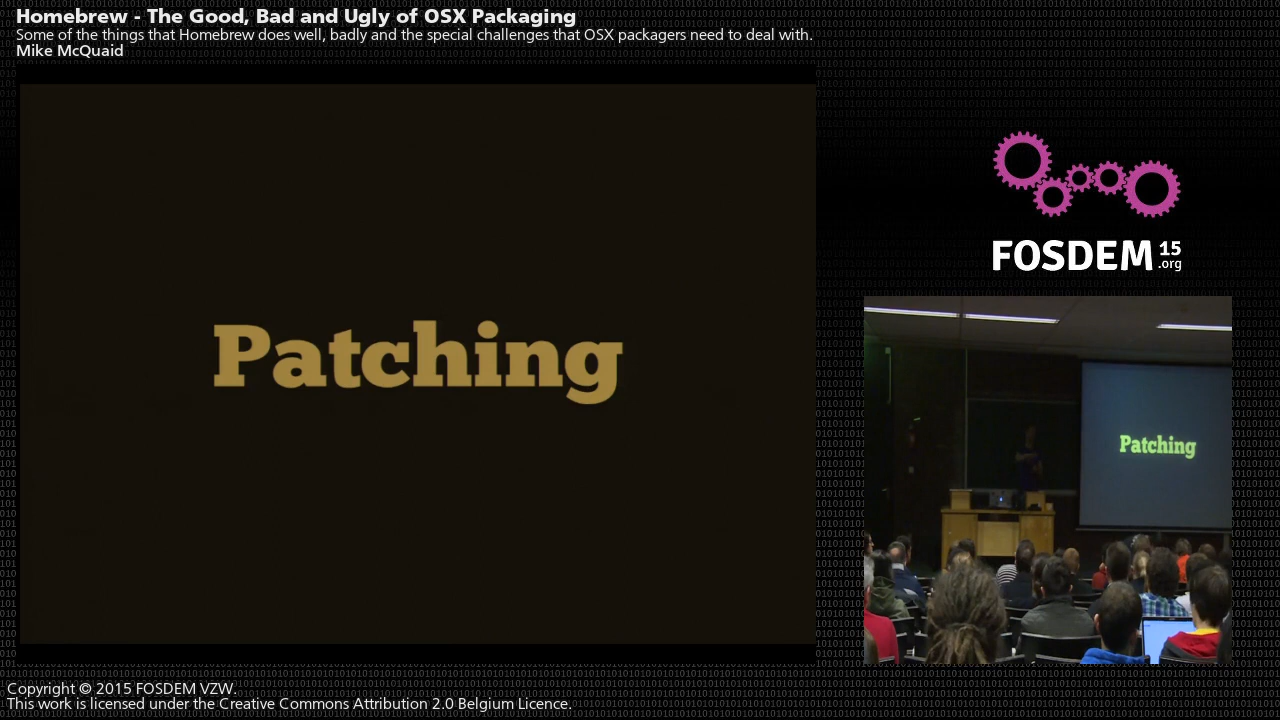 Homebrew - The Good, Bad and Ugly of OSX Packaging
Some of the things that Homebrew does well, badly and the special challenges that OSX packagers need to deal with.
Mike McQuaid
Patching
FOSDEM 15
.org
Patching
Copyright © 2015 FOSDEM VZW.
This work is licensed under the Creative Commons Attribution 2.0 Belgium Licence.